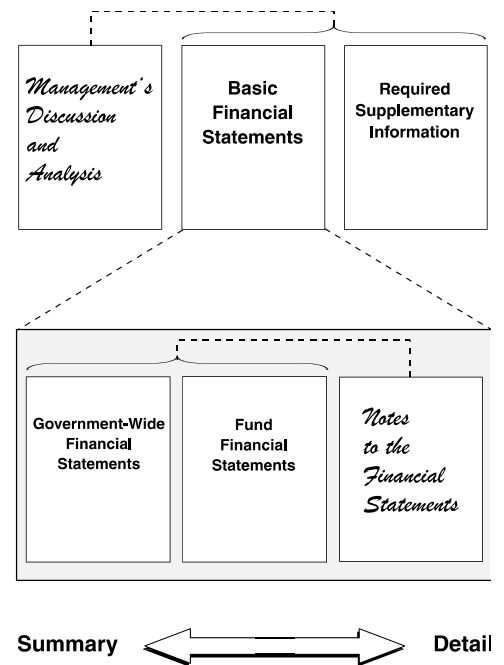 Management's
Discussion
and
Analysis
Basic
Financial
Statements
Required
Supplementary
Information
Government-Wide
Financial
Statements
Fund
Financial
Statements
Notes
to the
Financial
Statements
Summary
Detail